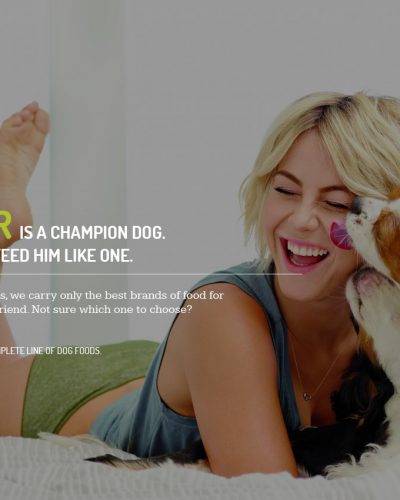 R IS A CHAMPION DOG.
EED HIM LIKE ONE.
s, we carry only the best brands of food for
riend. Not sure which one to choose?
MPLETE LINE OF DOG FOODS.